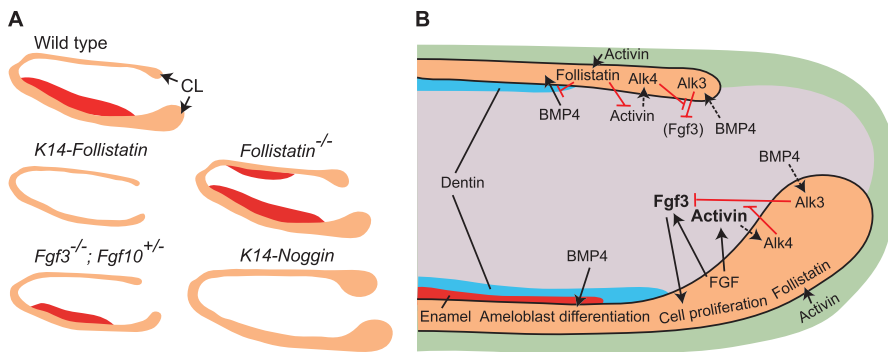 A
Wild type
CL
K14-Follistatin
Follistatin-/-
Fgf3-/-; Fgf10+/-
K14-Noggin
B
Activin
Follistatin
Alk4
Alk3
BMP4
Activin
(Fgf3)
BMP4
BMP4
Dentin
Fgf3
Activin
Alk3
Alk4
BMP4
FGF
Follistatin
Enamel
Ameloblast differentiation
Cell proliferation
Activin